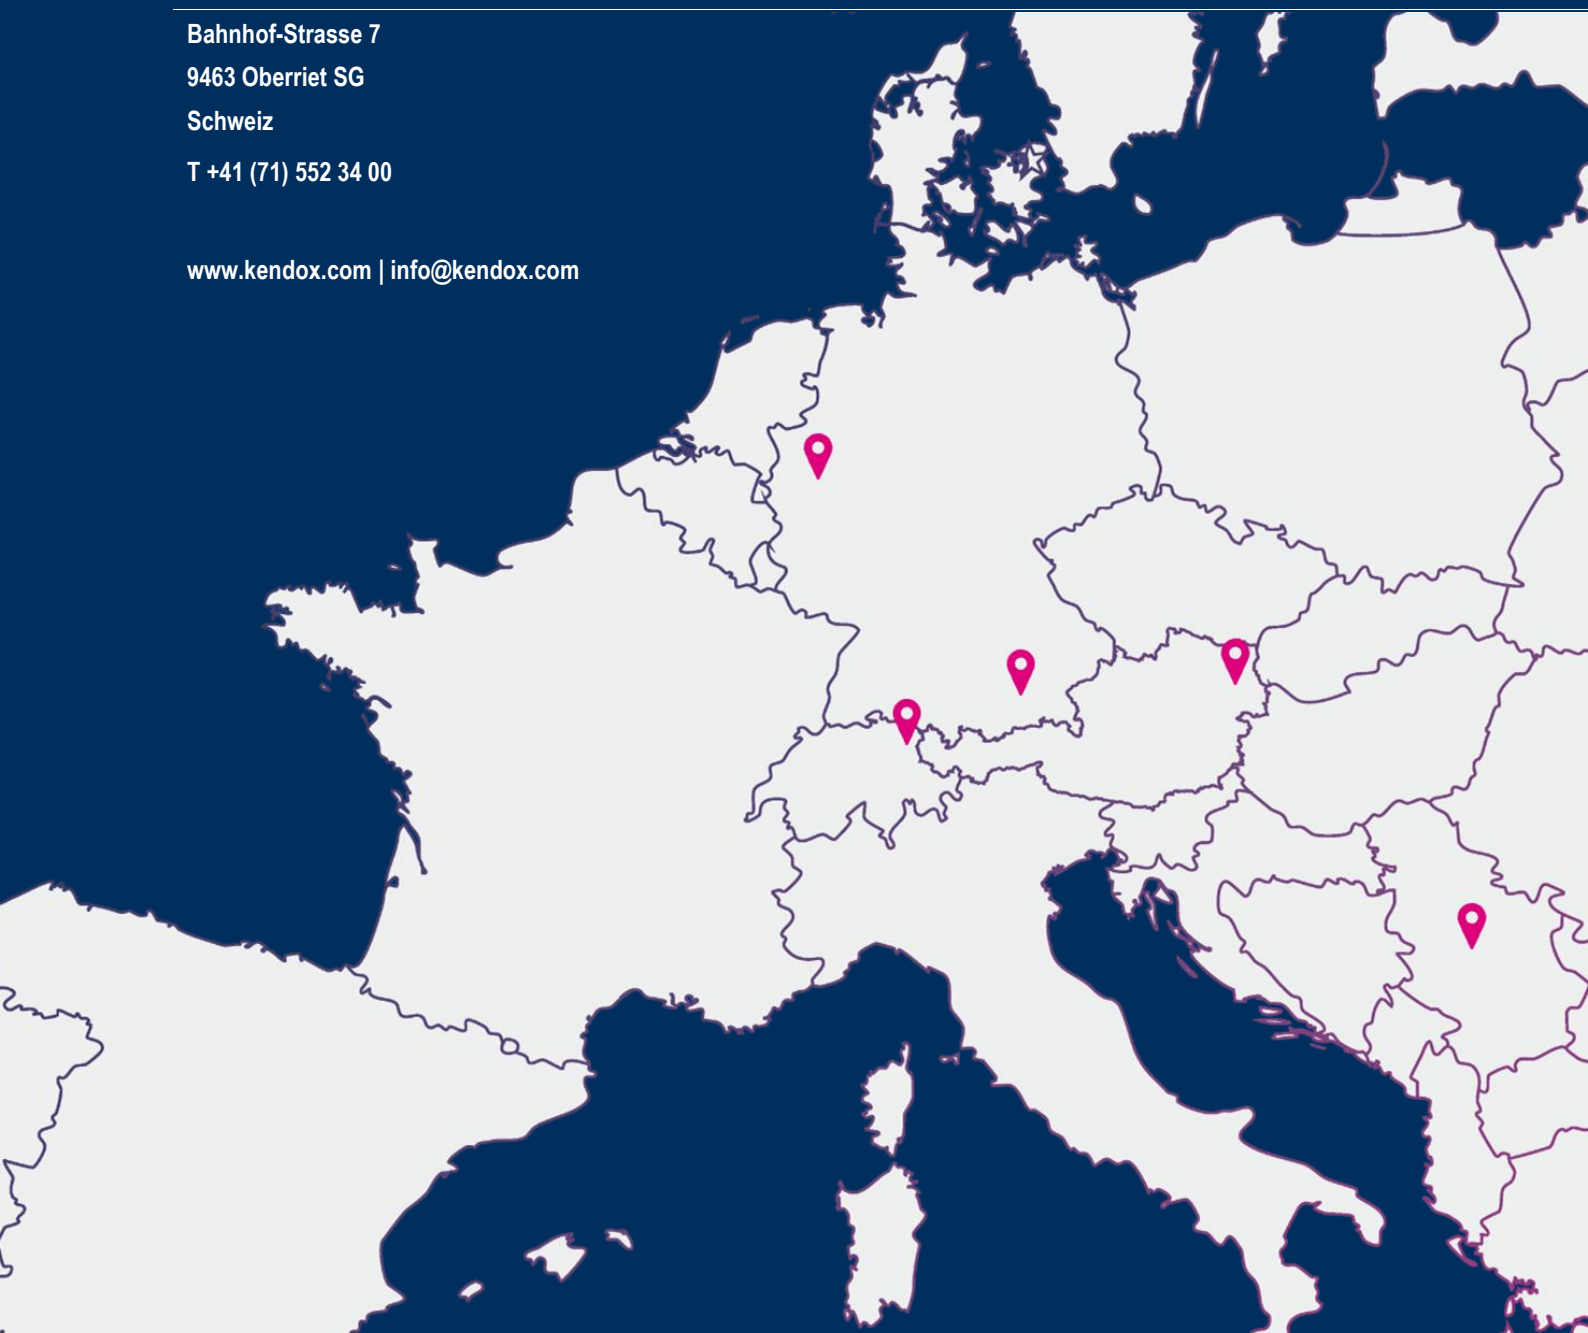 Bahnhof-Strasse 7
9463 Oberriet SG
Schweiz
T +41 (71) 552 34 00
www.kendox.com | info@kendox.com